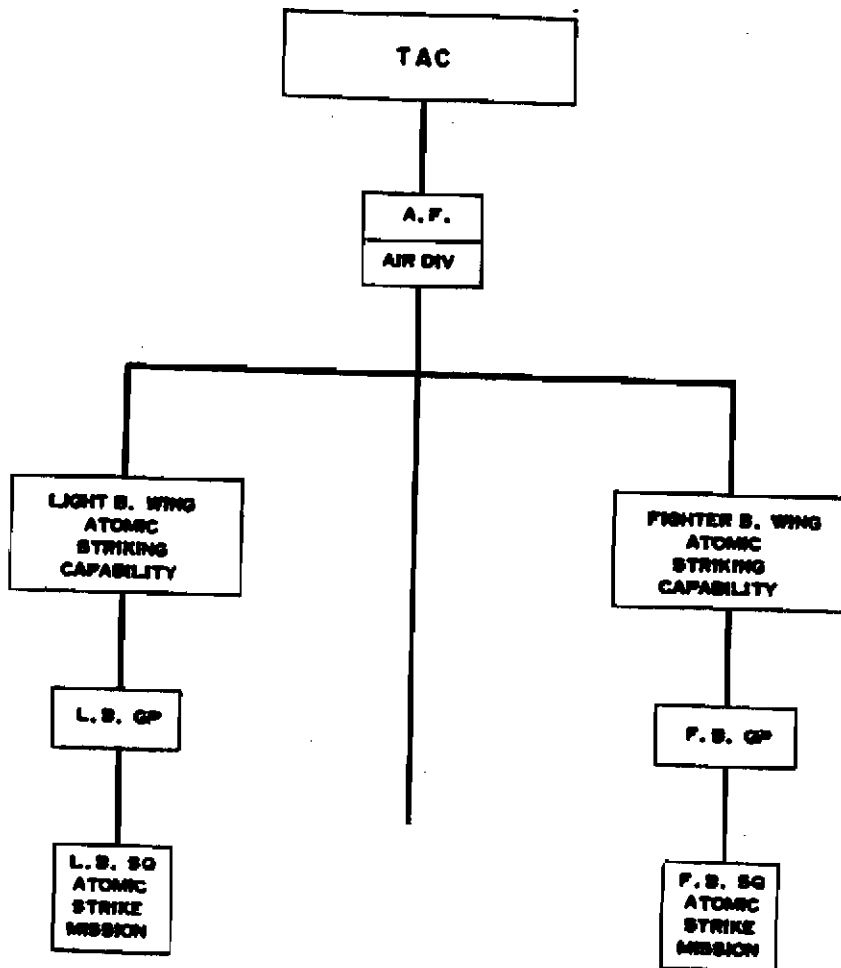 TAC
A.F.
AIR DIV
LIGHT B. WING
ATOMIC
STRIKING
CAPABILITY
FIGHTER B. WING
ATOMIC
STRIKING
CAPABILITY
L.B. GP
F.B. GP
L.B. SQ
ATOMIC
STRIKE
MISSION
F.B. SQ
ATOMIC
STRIKE
MISSION